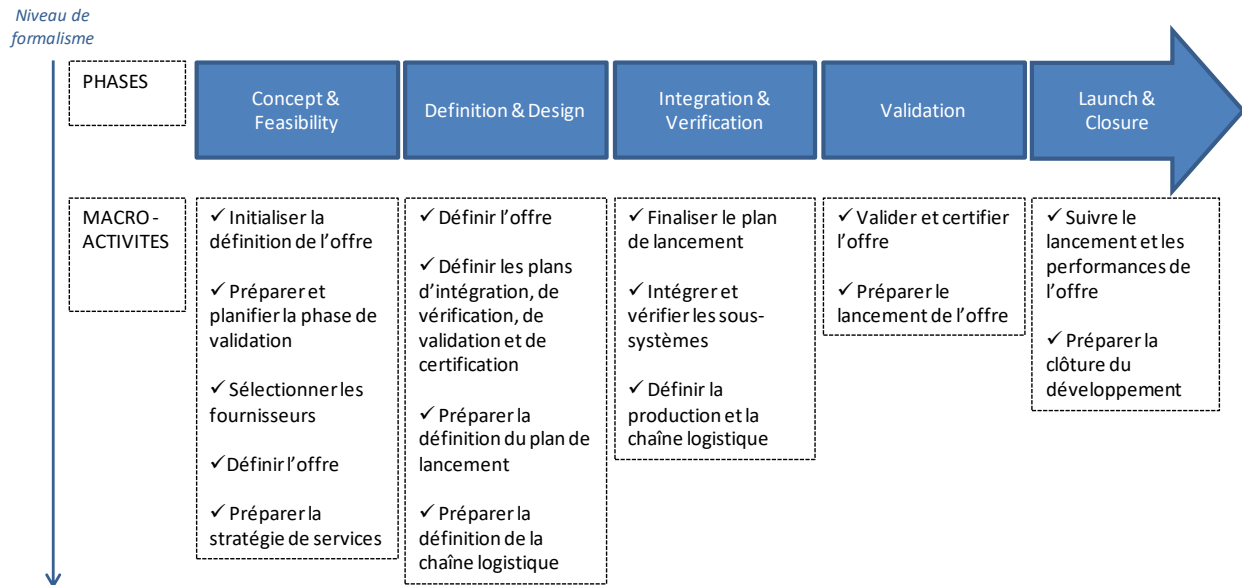 Niveau de
formalisme
PHASES
Concept &
Feasibility
Definition & Design
Integration &
Verification
Validation
Launch &
Closure
MACRO-
ACTIVITES
✓ Initialiser la
définition de l'offre
✓ Préparer et
planifier la phase de
validation
✓ Sélectionner les
fournisseurs
✓ Définir l'offre
✓ Préparer la
stratégie de services
✓ Définir l'offre
✓ Définir les plans
d'intégration, de
vérification, de
validation et de
certification
✓ Préparer la
définition du plan de
lancement
✓ Préparer la
définition de la
chaîne logistique
✓ Finaliser le plan
de lancement
✓ Intégrer et
vérifier les sous-
systèmes
✓ Définir la
production et la
chaîne logistique
✓ Valider et certifier
l'offre
✓ Préparer le
lancement de l'offre
✓ Suivre le
lancement et les
performances de
l'offre
✓ Préparer la
clôture du
développement